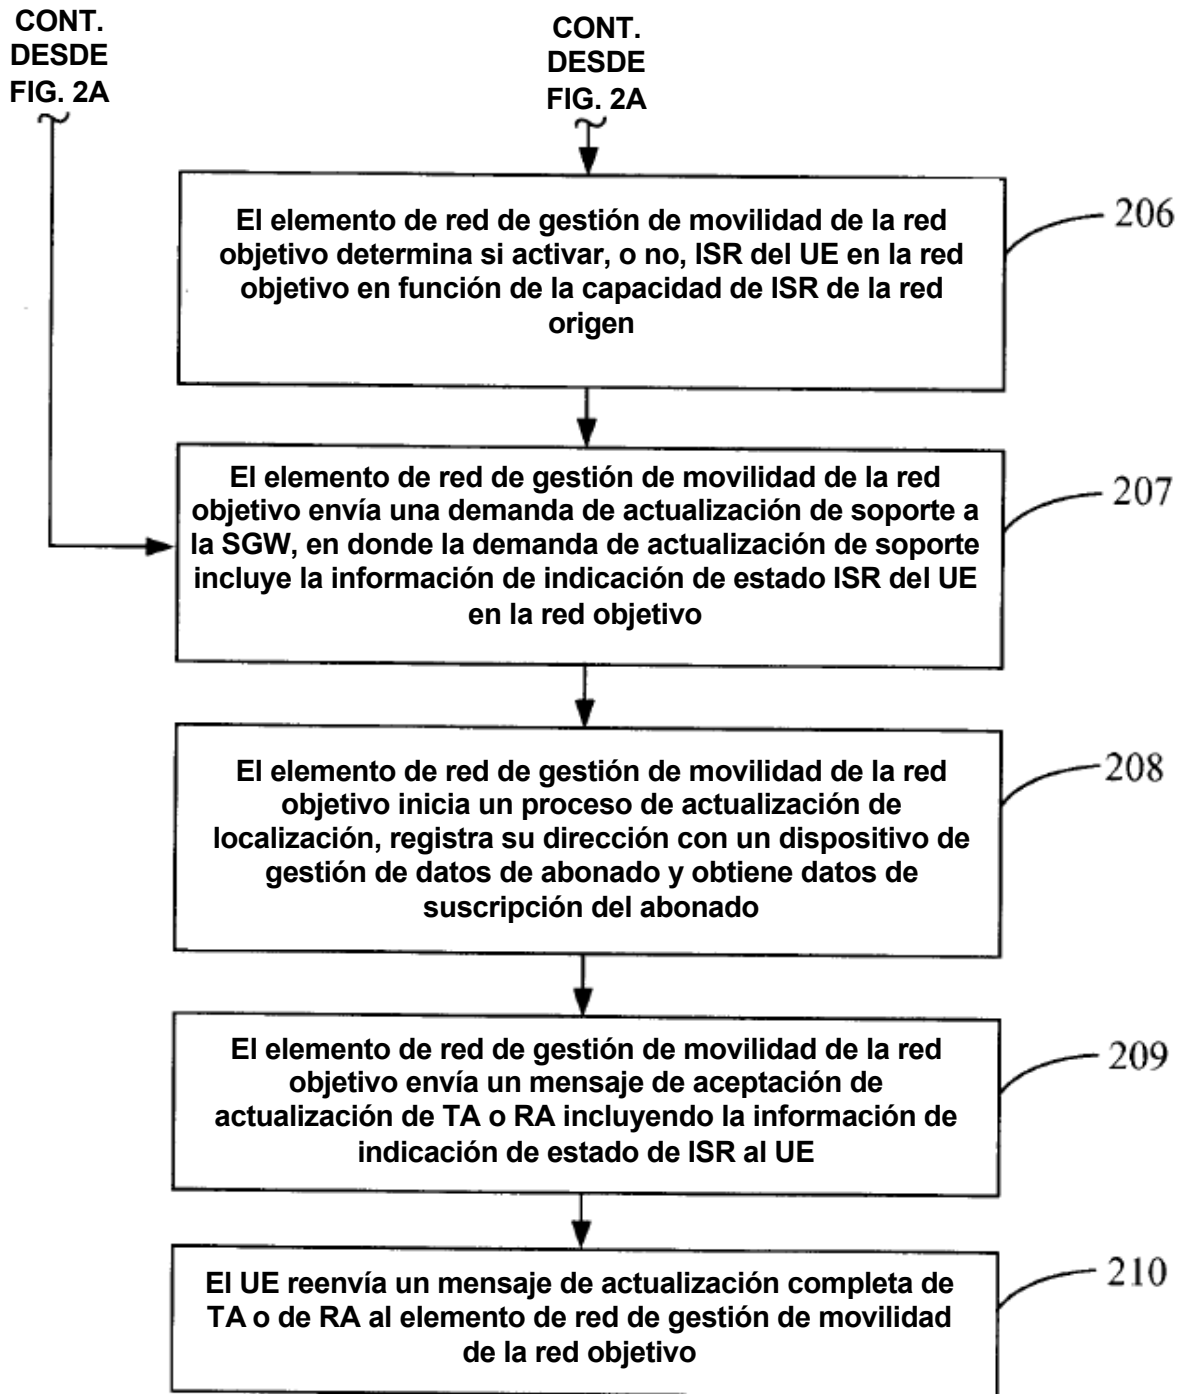 CONT.
DESDE
FIG. 2A
CONT.
DESDE
FIG. 2A
El elemento de red de gestión de movilidad de la red
objetivo determina si activar, o no, ISR del UE en la red
objetivo en función de la capacidad de ISR de la red
origen
206
El elemento de red de gestión de movilidad de la red
objetivo envía una demanda de actualización de soporte a
la SGW, en donde la demanda de actualización de soporte
incluye la información de indicación de estado ISR del UE
en la red objetivo
207
El elemento de red de gestión de movilidad de la red
objetivo inicia un proceso de actualización de
localización, registra su dirección con un dispositivo de
gestión de datos de abonado y obtiene datos de
suscripción del abonado
208
El elemento de red de gestión de movilidad de la red
objetivo envía un mensaje de aceptación de
actualización de TA o RA incluyendo la información de
indicación de estado de ISR al UE
209
El UE reenvía un mensaje de actualización completa de
TA o de RA al elemento de red de gestión de movilidad
de la red objetivo
210